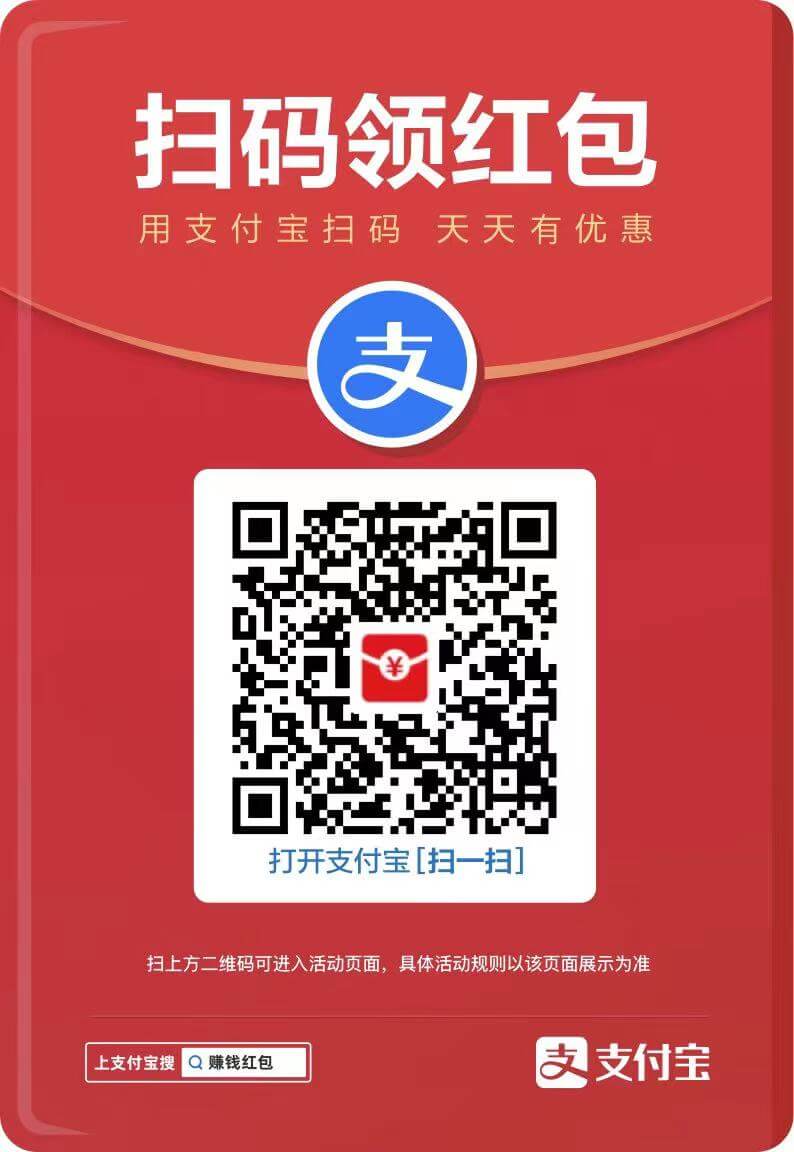 扫码领红包
用支付宝扫码 天天有优惠
支
打开支付宝[扫一扫]
扫上方二维码可进入活动页面，具体活动规则以该页面展示为准
上支付宝搜 赚钱红包
支 支付宝